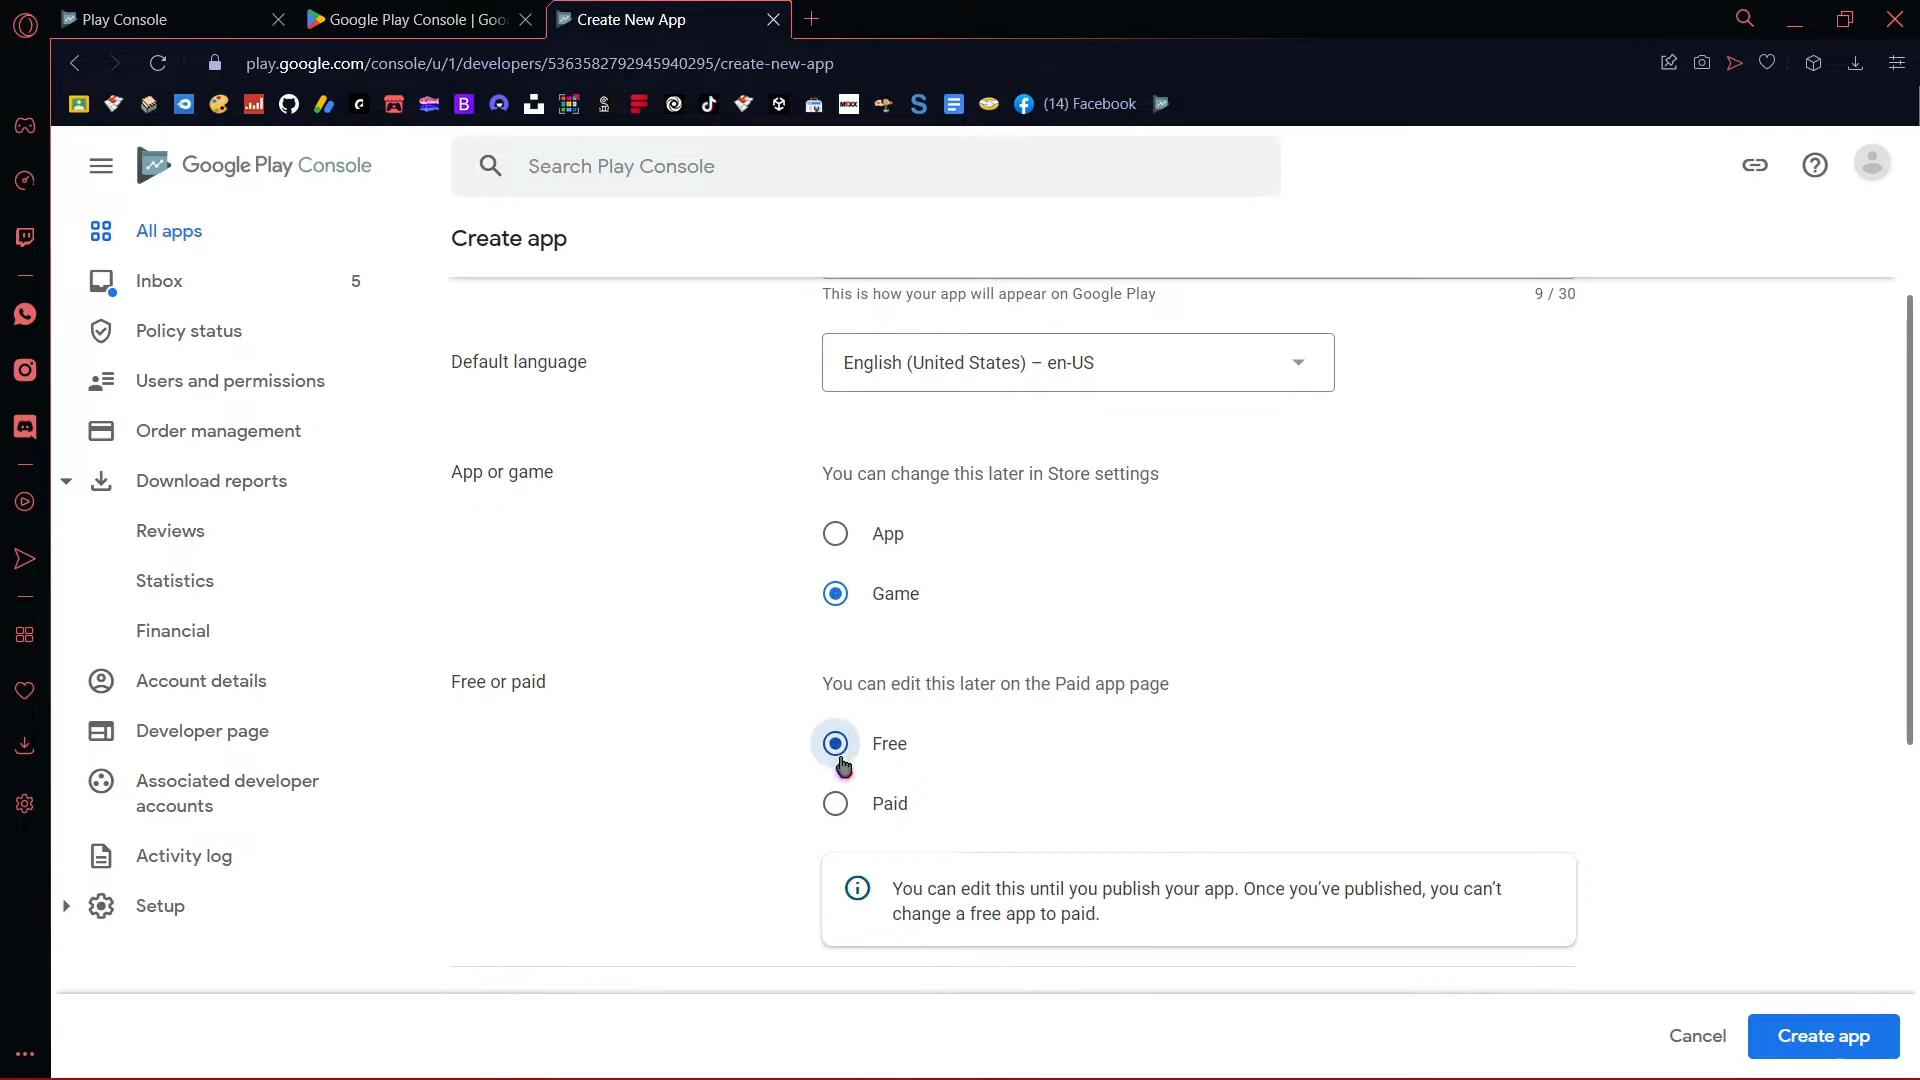 Play Console
Google Play Console | Goo
Create New App
play.google.com/console/u/1/developers/5363582792945940295/create-new-app
(14) Facebook
Google Play Console
Search Play Console
All apps
Inbox 5
Policy status
Users and permissions
Order management
Download reports
Reviews
Statistics
Financial
Account details
Developer page
Associated developer
accounts
Activity log
Setup
Create app
This is how your app will appear on Google Play 9 / 30
Default language English (United States) – en-US
App or game You can change this later in Store settings
App
Game
Free or paid You can edit this later on the Paid app page
Free
Paid
You can edit this until you publish your app. Once you've published, you can't
change a free app to paid.
Cancel Create app